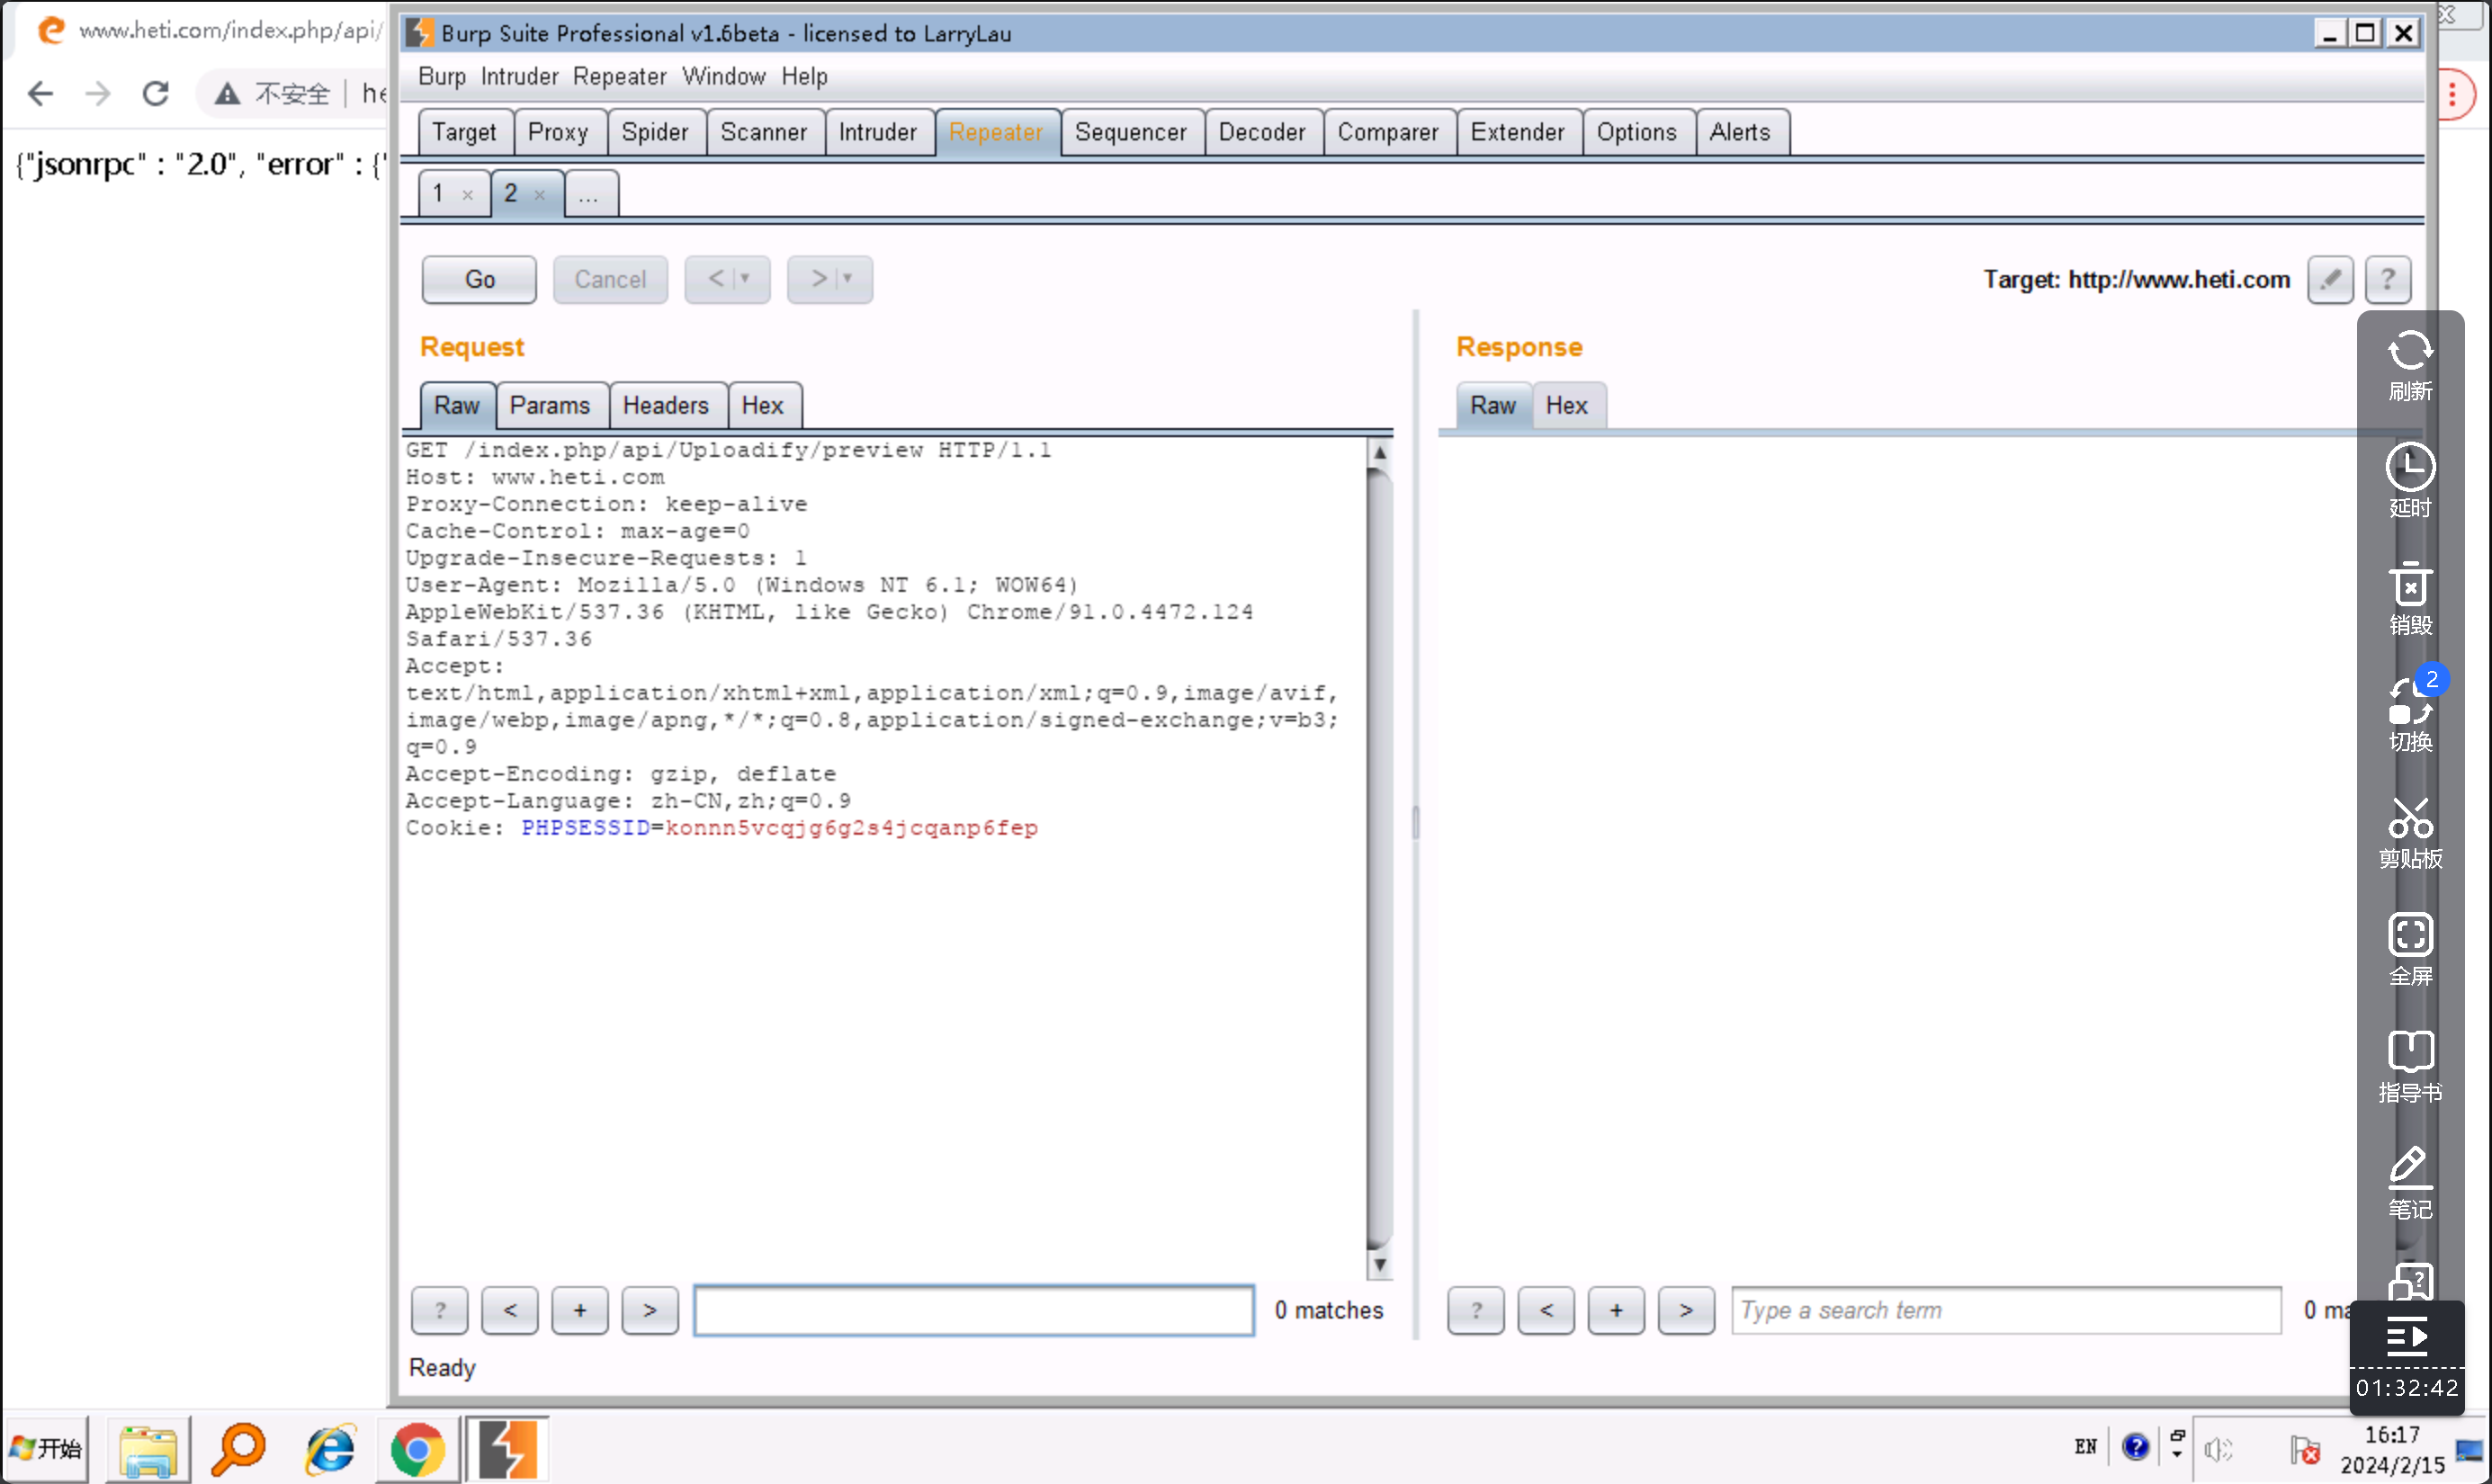 www.heti.com/index.php/api/
不安全
he
{"jsonrpc" : "2.0", "error" : {"
Burp Suite Professional v1.6beta - licensed to LarryLau
Burp Intruder Repeater Window Help
Target Proxy Spider Scanner Intruder Repeater Sequencer Decoder Comparer Extender Options Alerts
1 × 2 × ...
Go Cancel < > Target: http://www.heti.com ?
Request
Raw Params Headers Hex
GET /index.php/api/Uploadify/preview HTTP/1.1
Host: www.heti.com
Proxy-Connection: keep-alive
Cache-Control: max-age=0
Upgrade-Insecure-Requests: 1
User-Agent: Mozilla/5.0 (Windows NT 6.1; WOW64)
AppleWebKit/537.36 (KHTML, like Gecko) Chrome/91.0.4472.124
Safari/537.36
Accept:
text/html,application/xhtml+xml,application/xml;q=0.9,image/avif,
image/webp,image/apng,*/*;q=0.8,application/signed-exchange;v=b3;
q=0.9
Accept-Encoding: gzip, deflate
Accept-Language: zh-CN,zh;q=0.9
Cookie: PHPSESSID=konnn5vcqjg6g2s4jcqanp6fep
? < + > 0 matches
Response
Raw Hex
? < + > Type a search term 0 ma
Ready
刷新
延时
销毁
2
切换
剪贴板
全屏
指导书
笔记
01:32:42
开始
EN
16:17
2024/2/15